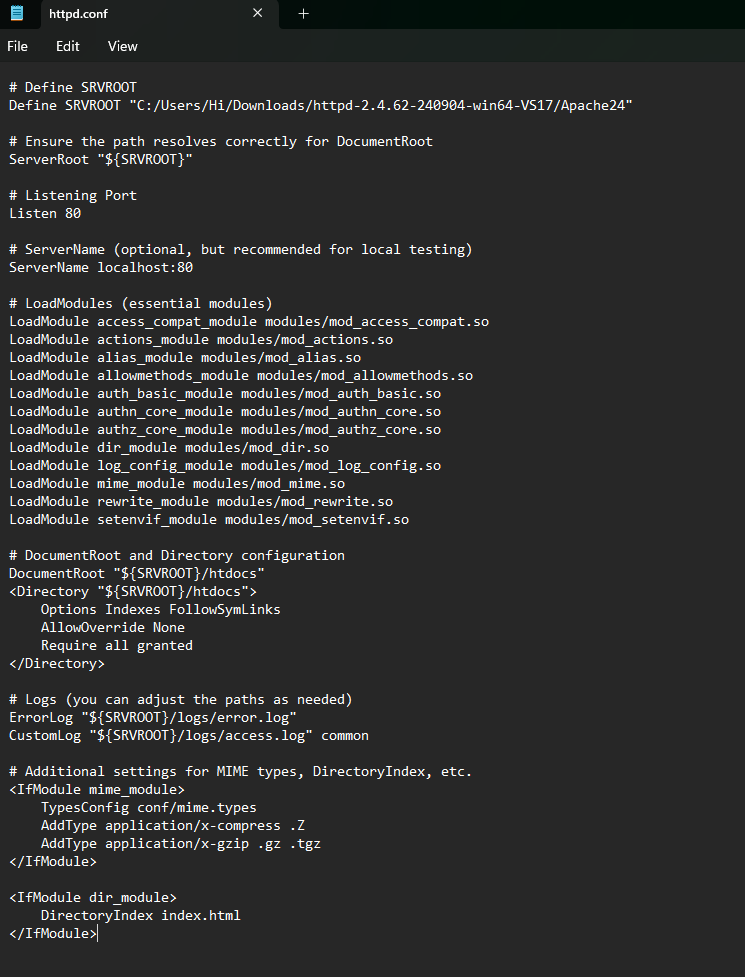 httpd.conf
File Edit View
# Define SRVROOT
Define SRVROOT "C:/Users/Hi/Downloads/httpd-2.4.62-240904-win64-VS17/Apache24"
# Ensure the path resolves correctly for DocumentRoot
ServerRoot "${SRVROOT}"
# Listening Port
Listen 80
# ServerName (optional, but recommended for local testing)
ServerName localhost:80
# LoadModules (essential modules)
LoadModule access_compat_module modules/mod_access_compat.so
LoadModule actions_module modules/mod_actions.so
LoadModule alias_module modules/mod_alias.so
LoadModule allowmethods_module modules/mod_allowmethods.so
LoadModule auth_basic_module modules/mod_auth_basic.so
LoadModule authn_core_module modules/mod_authn_core.so
LoadModule authz_core_module modules/mod_authz_core.so
LoadModule dir_module modules/mod_dir.so
LoadModule log_config_module modules/mod_log_config.so
LoadModule mime_module modules/mod_mime.so
LoadModule rewrite_module modules/mod_rewrite.so
LoadModule setenvif_module modules/mod_setenvif.so
# DocumentRoot and Directory configuration
DocumentRoot "${SRVROOT}/htdocs"
<Directory "${SRVROOT}/htdocs">
    Options Indexes FollowSymLinks
    AllowOverride None
    Require all granted
</Directory>
# Logs (you can adjust the paths as needed)
ErrorLog "${SRVROOT}/logs/error.log"
CustomLog "${SRVROOT}/logs/access.log" common
# Additional settings for MIME types, DirectoryIndex, etc.
<IfModule mime_module>
    TypesConfig conf/mime.types
    AddType application/x-compress .Z
    AddType application/x-gzip .gz .tgz
</IfModule>
<IfModule dir_module>
    DirectoryIndex index.html
</IfModule>